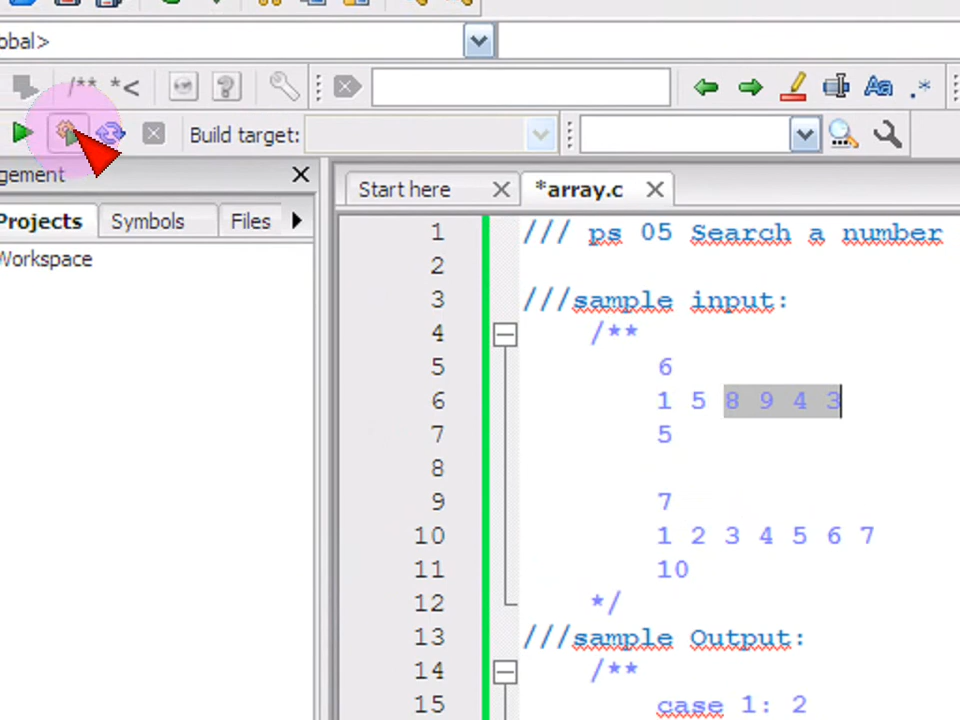 obal>
/** *<
Aa .*
Build target:
gement
Projects Symbols Files
Workspace
Start here *array.c
1 /// ps 05 Search a number
2
3 ///sample input:
4 /**
5 6
6 1 5 8 9 4 3
7 5
8
9 7
10 1 2 3 4 5 6 7
11 10
12 */
13 ///sample Output:
14 /**
15 case 1: 2